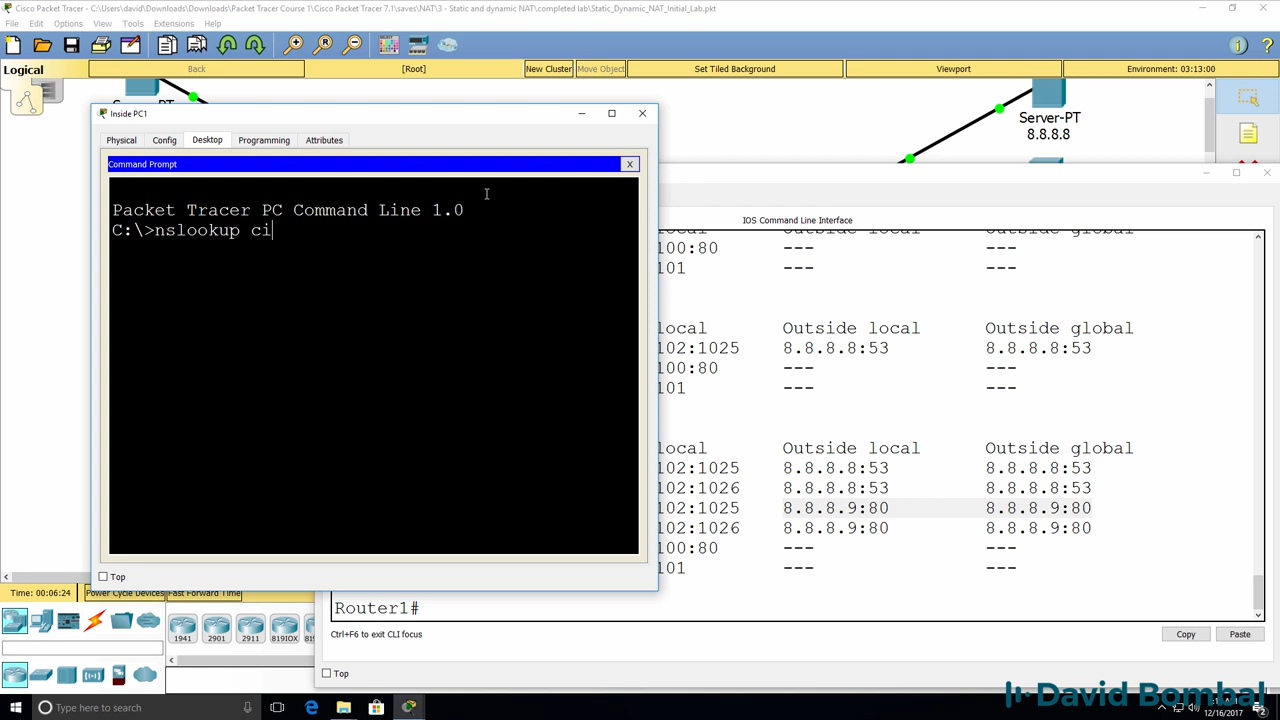 Cisco Packet Tracer - C:\Users\david\Downloads\Packet Tracer Course 1\Cisco Packet Tracer 7.1\saves\NAT\3 - Static and dynamic NAT\completed lab\Static_Dynamic_NAT_Initial_Lab.pkt
File Edit Options View Tools Extensions Help
Logical Back [Root] New Cluster Move Object Set Tiled Background Viewport Environment: 03:13:00
Server-PT
8.8.8.8
Inside PC1
Physical Config Desktop Programming Attributes
Command Prompt X
Packet Tracer PC Command Line 1.0
C:\>nslookup ci
Top
IOS Command Line Interface
100:80 --- ---
101 --- ---
local Outside local Outside global
102:1025 8.8.8.8:53 8.8.8.8:53
100:80 --- ---
101 --- ---
local Outside local Outside global
102:1025 8.8.8.8:53 8.8.8.8:53
102:1026 8.8.8.8:53 8.8.8.8:53
102:1025 8.8.8.9:80 8.8.8.9:80
102:1026 8.8.8.9:80 8.8.8.9:80
100:80 --- ---
101 --- ---
Router1#
Ctrl+F6 to exit CLI focus
Copy Paste
Top
Time: 00:06:24 Power Cycle Devices Fast Forward Time
1941 2901 2911 819IOX
David Bombal
Type here to search
12/16/2017